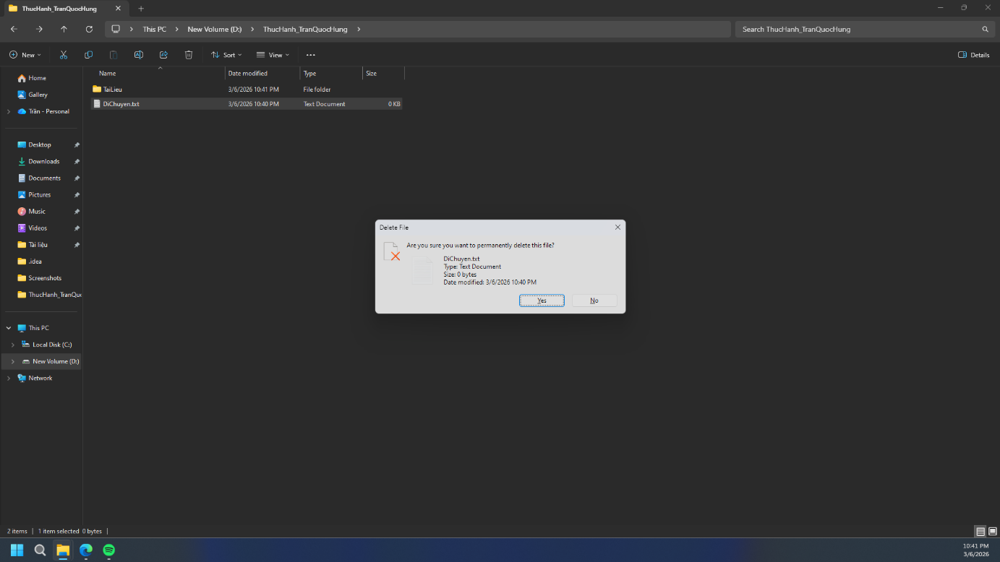 ThucHanh_TranQuocHung
This PC
New Volume (D:)
ThucHanh_TranQuocHung
Search ThucHanh_TranQuocHung
New
Sort
View
Details
Name
Date modified
Type
Size
TaiLieu
3/6/2026 10:41 PM
File folder
DiChuyen.txt
3/6/2026 10:40 PM
Text Document
0 KB
Home
Gallery
Trần - Personal
Desktop
Downloads
Documents
Pictures
Music
Videos
Tài liệu
.idea
Screenshots
ThucHanh_TranQuo
This PC
Local Disk (C:)
New Volume (D:)
Network
Delete File
Are you sure you want to permanently delete this file?
DiChuyen.txt
Type: Text Document
Size: 0 bytes
Date modified: 3/6/2026 10:40 PM
Yes
No
2 items
1 item selected 0 bytes
10:41 PM
3/6/2026